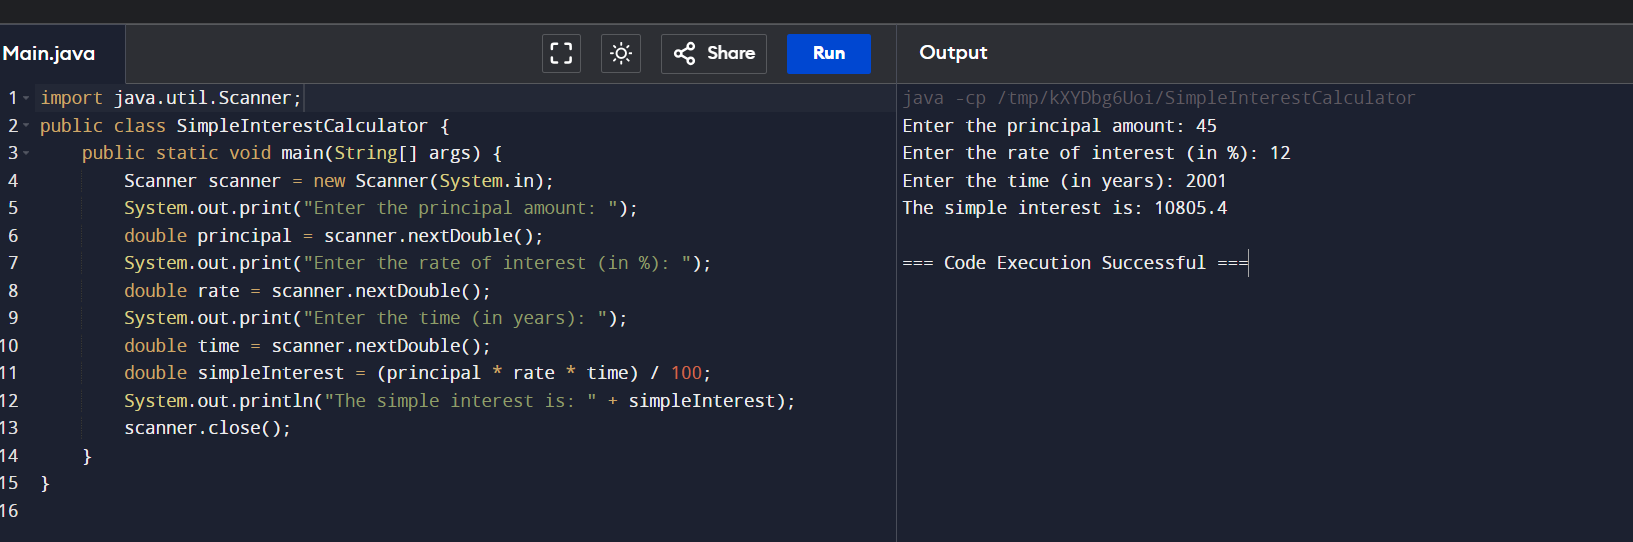 Main.java
Share
Run
Output
1 import java.util.Scanner;
2 public class SimpleInterestCalculator {
3     public static void main(String[] args) {
4         Scanner scanner = new Scanner(System.in);
5         System.out.print("Enter the principal amount: ");
6         double principal = scanner.nextDouble();
7         System.out.print("Enter the rate of interest (in %): ");
8         double rate = scanner.nextDouble();
9         System.out.print("Enter the time (in years): ");
10         double time = scanner.nextDouble();
11         double simpleInterest = (principal * rate * time) / 100;
12         System.out.println("The simple interest is: " + simpleInterest);
13         scanner.close();
14     }
15 }
16
java -cp /tmp/kXYDbg6Uoi/SimpleInterestCalculator
Enter the principal amount: 45
Enter the rate of interest (in %): 12
Enter the time (in years): 2001
The simple interest is: 10805.4
=== Code Execution Successful ===